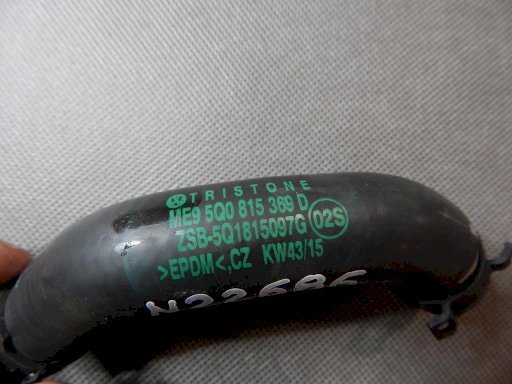 TRISTONE
ME9 5Q0 815 369 D
ZSB-5Q1815097G 02S
>EPDM<,CZ KW43/15
N22686